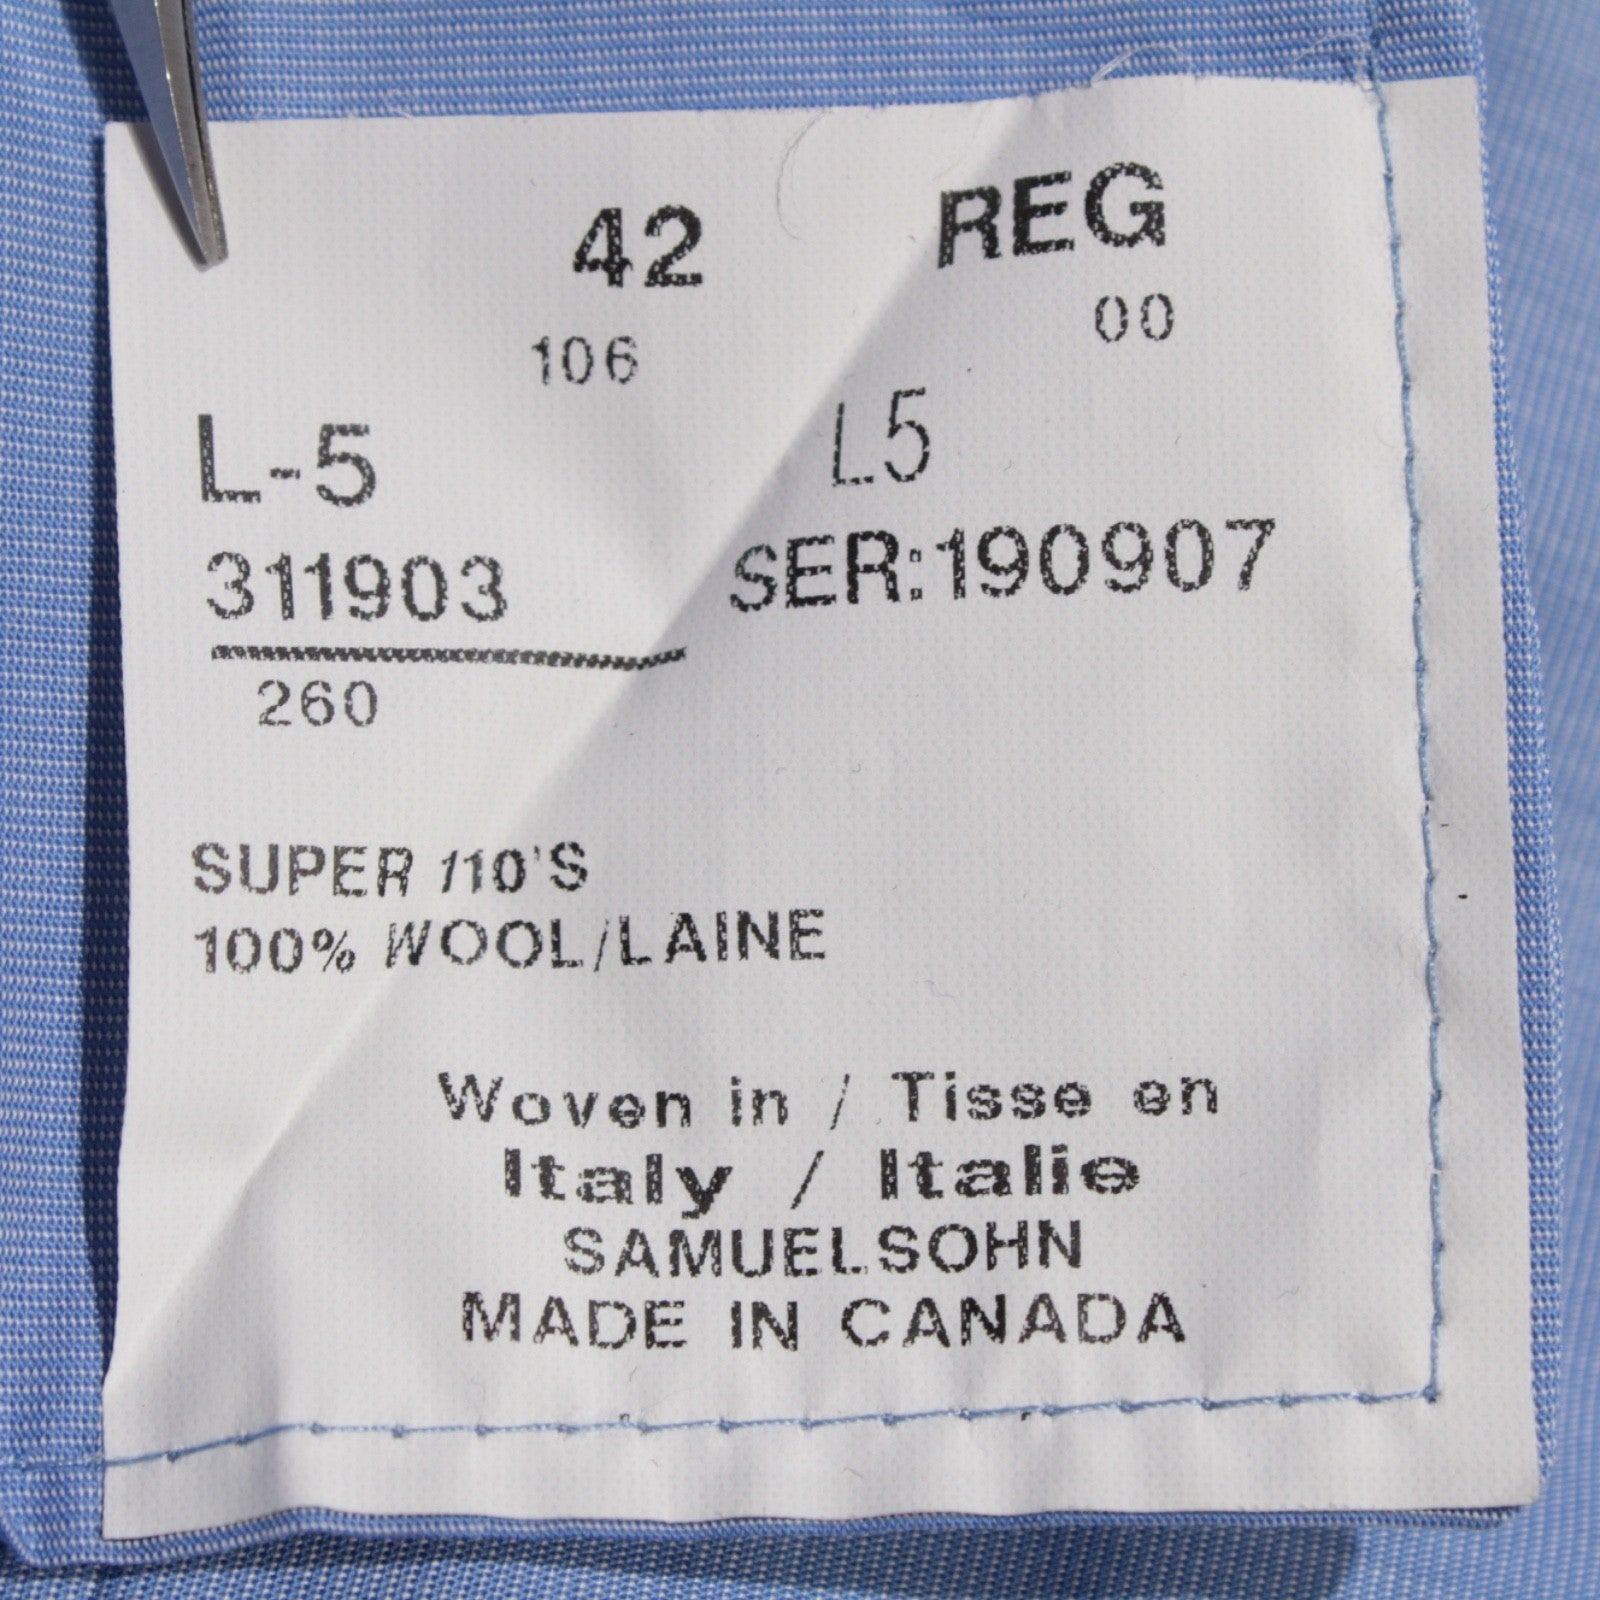 42 REG
106 00
L-5 L5
311903 SER:190907
260
SUPER 110'S
100% WOOL/LAINE
Woven in / Tisse en
Italy / Italie
SAMUELSOHN
MADE IN CANADA